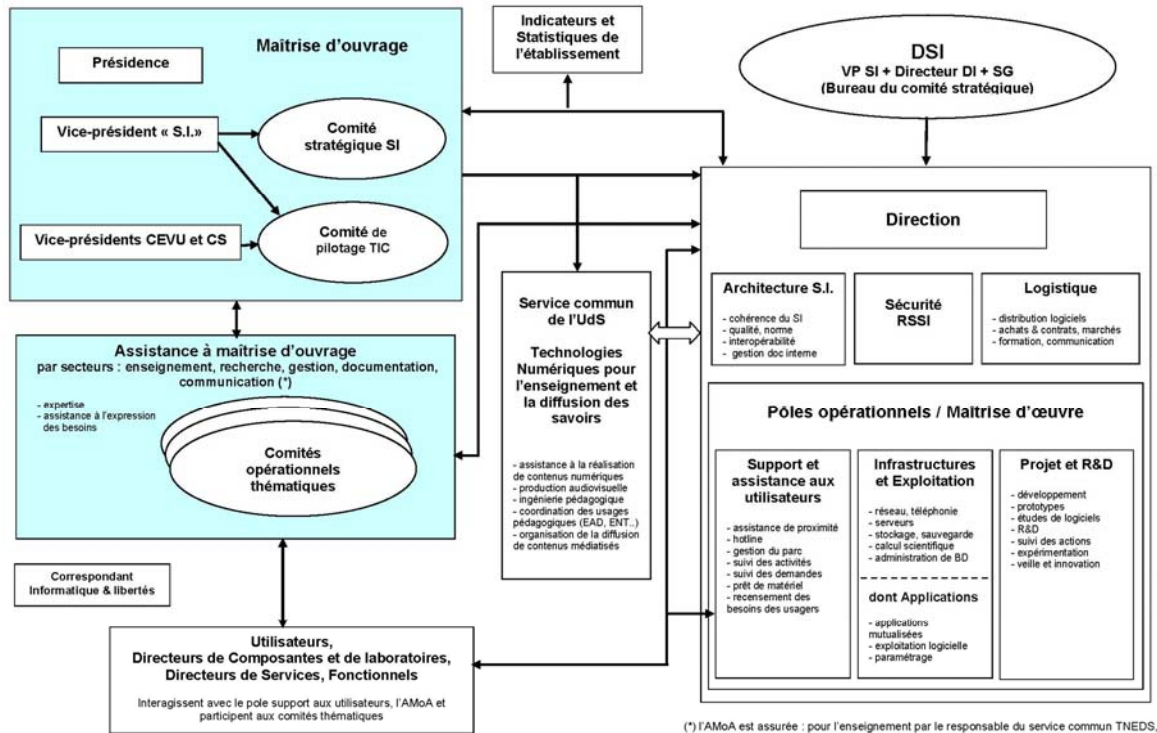 Maîtrise d'ouvrage
Présidence
Vice-président « S.I.»
Comité
stratégique SI
Vice-présidents CEVU et CS
Comité de
pilotage TIC
Indicateurs et
Statistiques de
l'établissement
DSI
VP SI + Directeur DI + SG
(Bureau du comité stratégique)
Assistance à maîtrise d'ouvrage
par secteurs : enseignement, recherche, gestion, documentation,
communication (*)
- expertise
- assistance à l'expression
des besoins
Comités
opérationnels
thématiques
Correspondant
Informatique & libertés
Utilisateurs,
Directeurs de Composantes et de laboratoires,
Directeurs de Services, Fonctionnels
Interagissent avec le pole support aux utilisateurs, l'AMoA et
participent aux comités thématiques
Service commun
de l'UdS
Technologies
Numériques pour
l'enseignement et
la diffusion des
savoirs
- assistance à la réalisation
de contenus numériques
- production audiovisuelle
- ingénierie pédagogique
- coordination des usages
pédagogiques (EAD, ENT..)
- organisation de la diffusion
de contenus médiatisés
Direction
Architecture S.I.
- cohérence du SI
- qualité, norme
- interopérabilité
- gestion doc interne
Sécurité
RSSI
Logistique
- distribution logiciels
- achats & contrats, marchés
- formation, communication
Pôles opérationnels / Maîtrise d'œuvre
Support et
assistance aux
utilisateurs
- assistance de proximité
- hotline
- gestion du parc
- suivi des activités
- suivi des demandes
- prêt de matériel
- recensement des
besoins des usagers
Infrastructures
et Exploitation
- réseau, téléphonie
- serveurs
- stockage, sauvegarde
- calcul scientifique
- administration de BD
dont Applications
- applications
mutualisées
- exploitation logicielle
- paramétrage
Projet et R&D
- développement
- prototypes
- études de logiciels
- R&D
- suivi des actions
- expérimentation
- veille et innovation
(*) l'AMoA est assurée : pour l'enseignement par le responsable du service commun TNEDS,